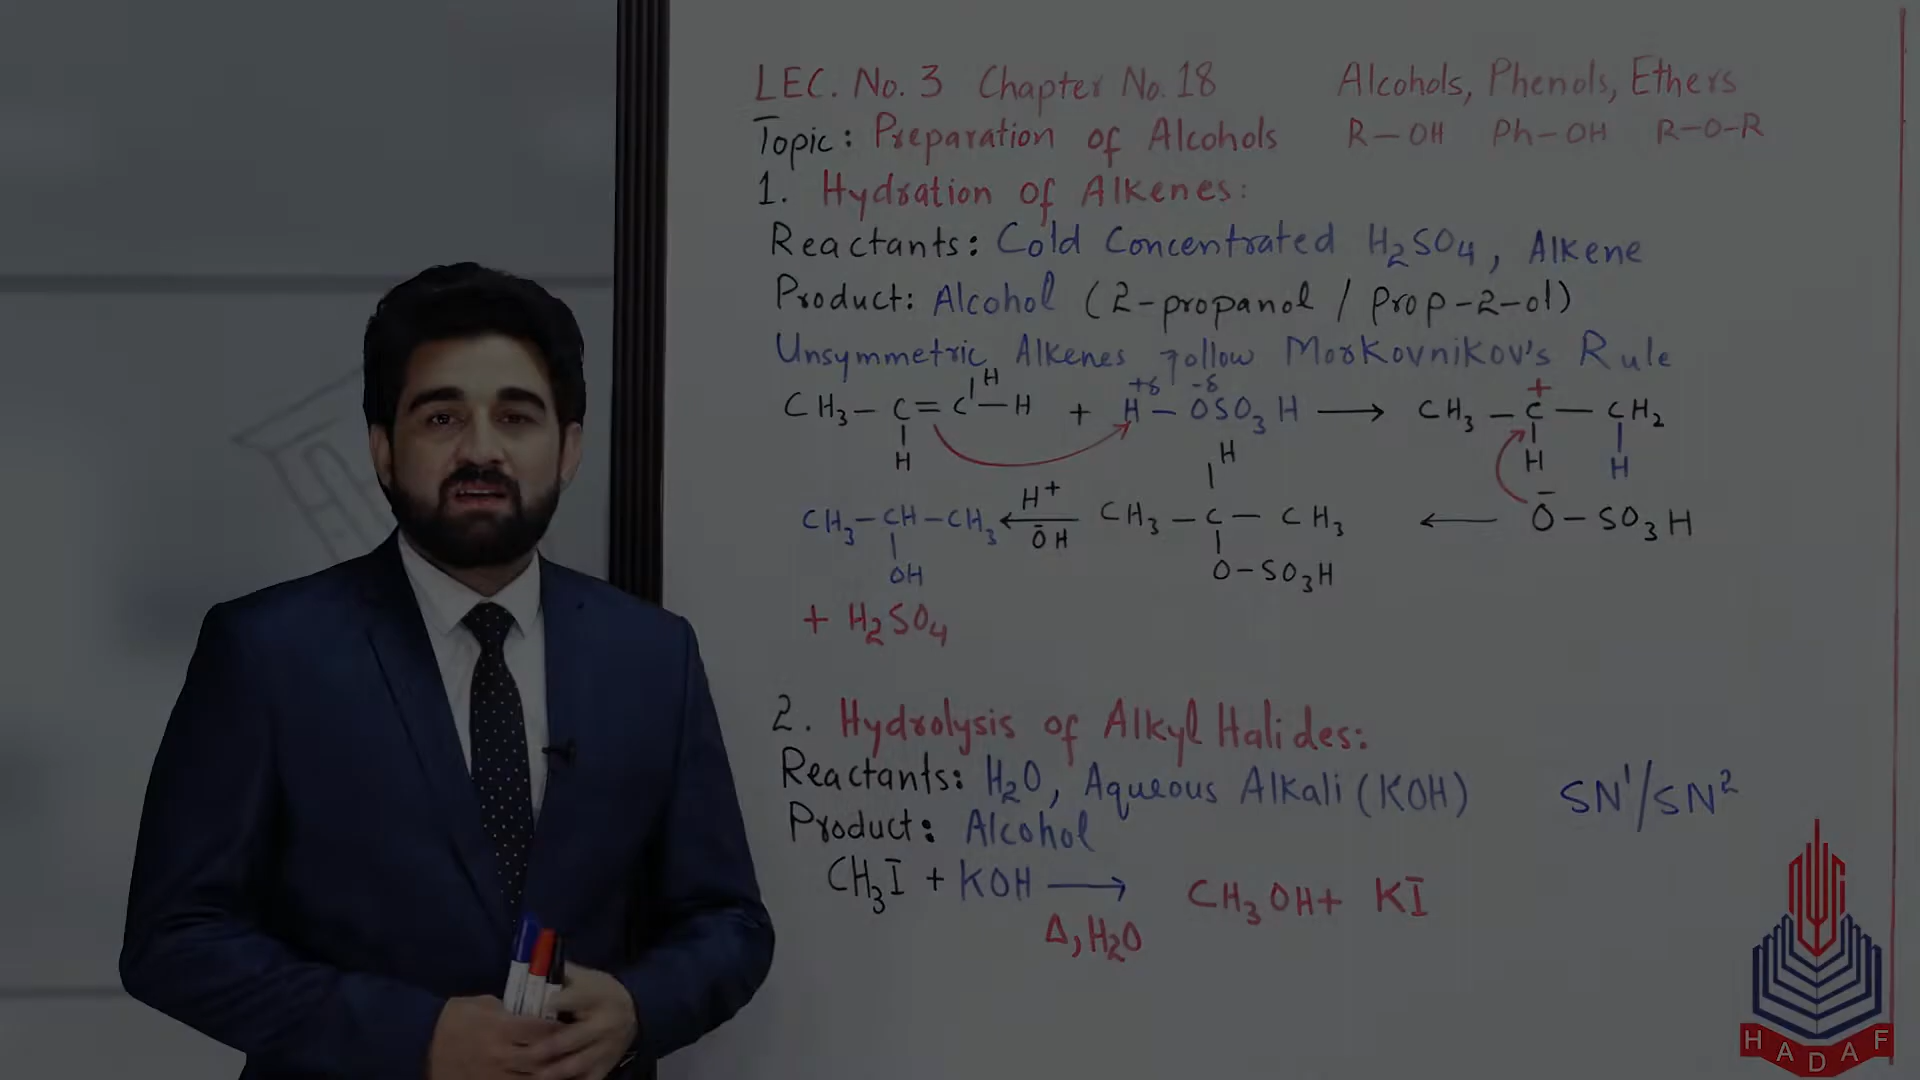 LEC. No. 3 Chapter No. 18 Alcohols, Phenols, Ethers
Topic: Preparation of Alcohols R—OH Ph—OH R-O-R
1. Hydration of Alkenes:
Reactants: Cold Concentrated H₂SO₄, Alkene
Product: Alcohol (2-propanol / prop-2-ol)
Unsymmetric Alkenes follow Morkovnikov's Rule
H +δ -δ +
CH₃— C = C — H + H — OSO₃H ⟶ CH₃ — C — CH₂
H H H
H
CH₃—CH—CH₃ ⟵ H⁺ / ŌH CH₃ — C — CH₃ ⟵ Ō — SO₃H
OH O—SO₃H
+ H₂SO₄
2. Hydrolysis of Alkyl Halides:
Reactants: H₂O, Aqueous Alkali (KOH) SN¹/SN²
Product: Alcohol
CH₃I + KOH ⟶ CH₃OH + KI
Δ, H₂O
HADAF